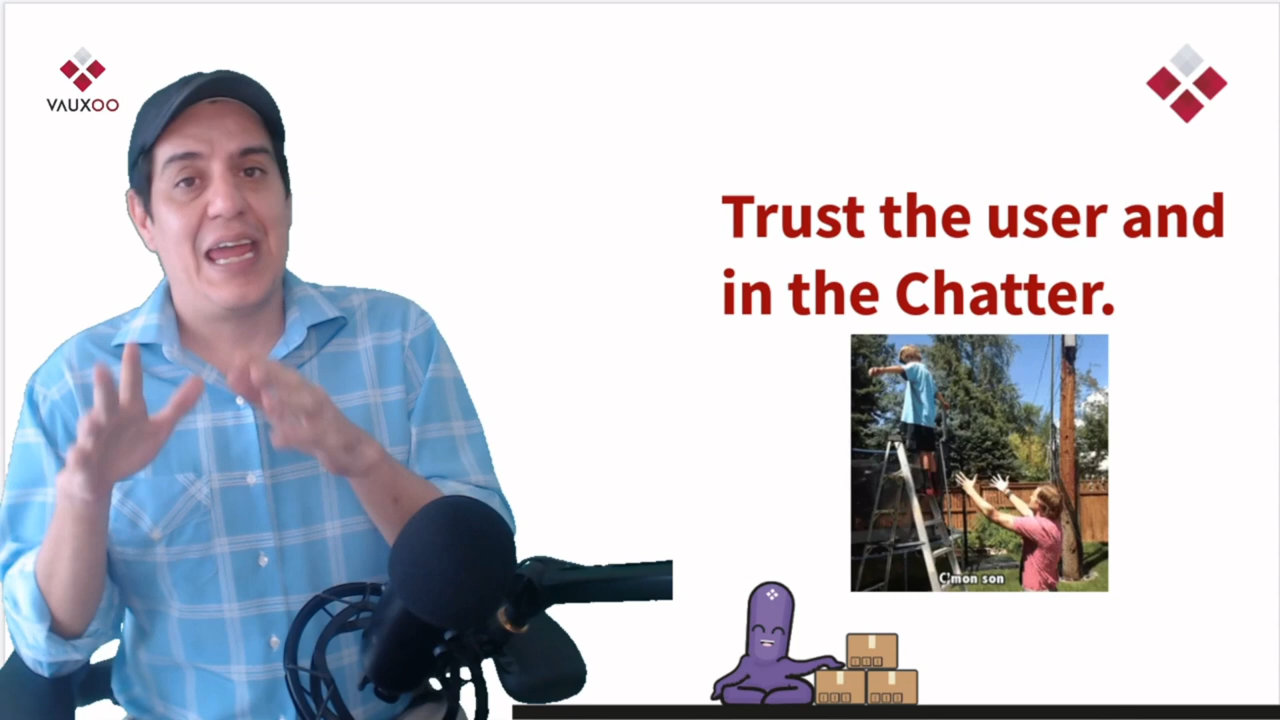 VAUXOO
Trust the user and
in the Chatter.
C'mon son